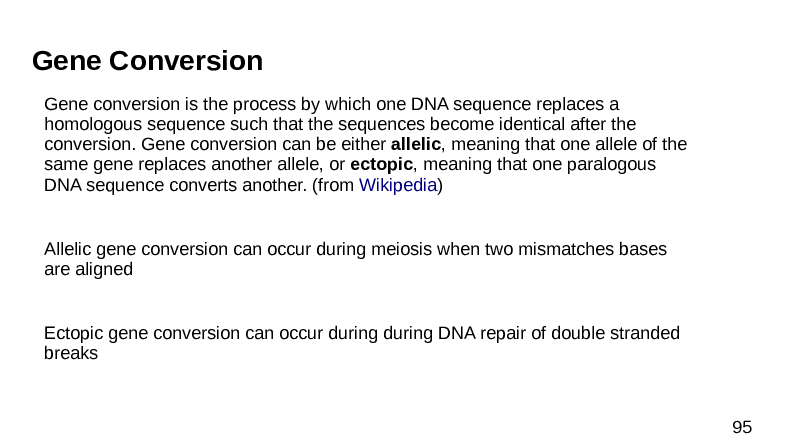 Gene Conversion
Gene conversion is the process by which one DNA sequence replaces a
homologous sequence such that the sequences become identical after the
conversion. Gene conversion can be either allelic, meaning that one allele of the
same gene replaces another allele, or ectopic, meaning that one paralogous
DNA sequence converts another. (from Wikipedia)
Allelic gene conversion can occur during meiosis when two mismatches bases
are aligned
Ectopic gene conversion can occur during during DNA repair of double stranded
breaks
95